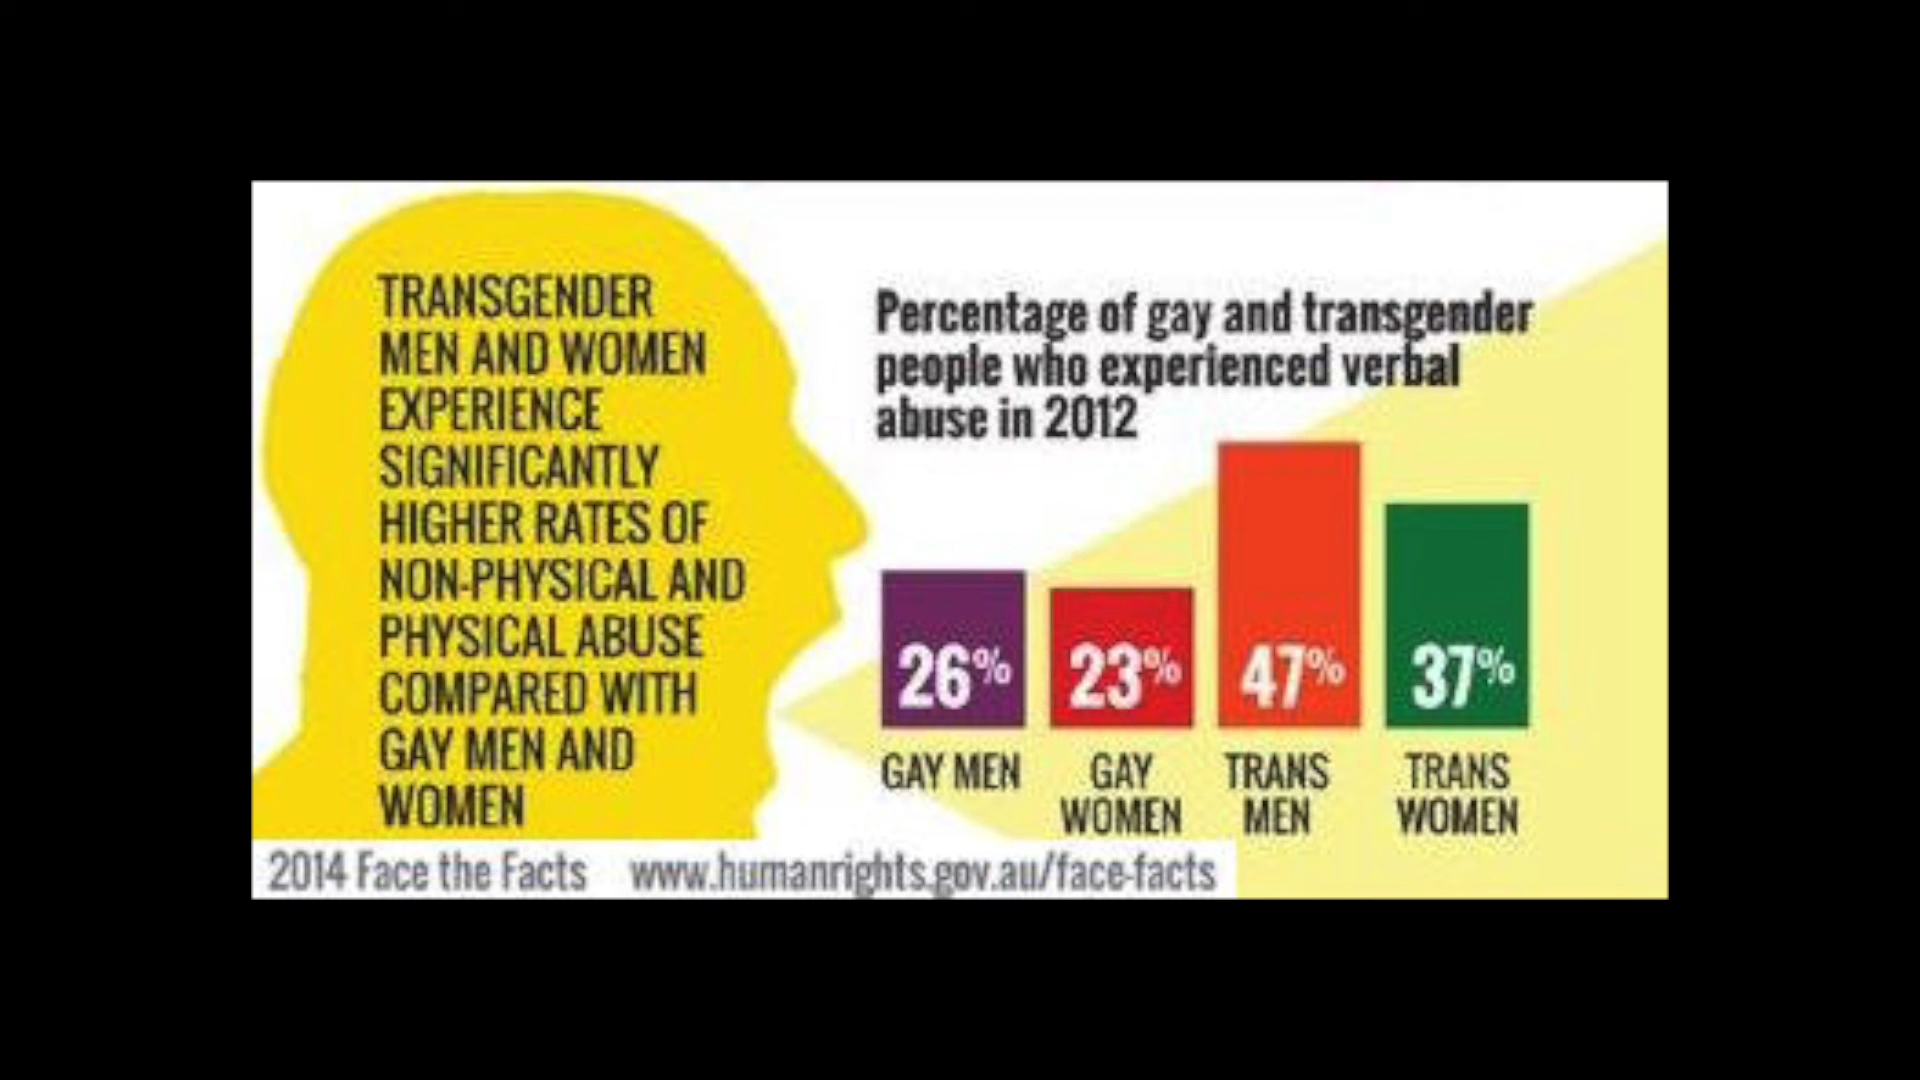 TRANSGENDER
MEN AND WOMEN
EXPERIENCE
SIGNIFICANTLY
HIGHER RATES OF
NON-PHYSICAL AND
PHYSICAL ABUSE
COMPARED WITH
GAY MEN AND
WOMEN
Percentage of gay and transgender
people who experienced verbal
abuse in 2012
26%
23%
47%
37%
GAY MEN
GAY
WOMEN
TRANS
MEN
TRANS
WOMEN
2014 Face the Facts www.humanrights.gov.au/face-facts